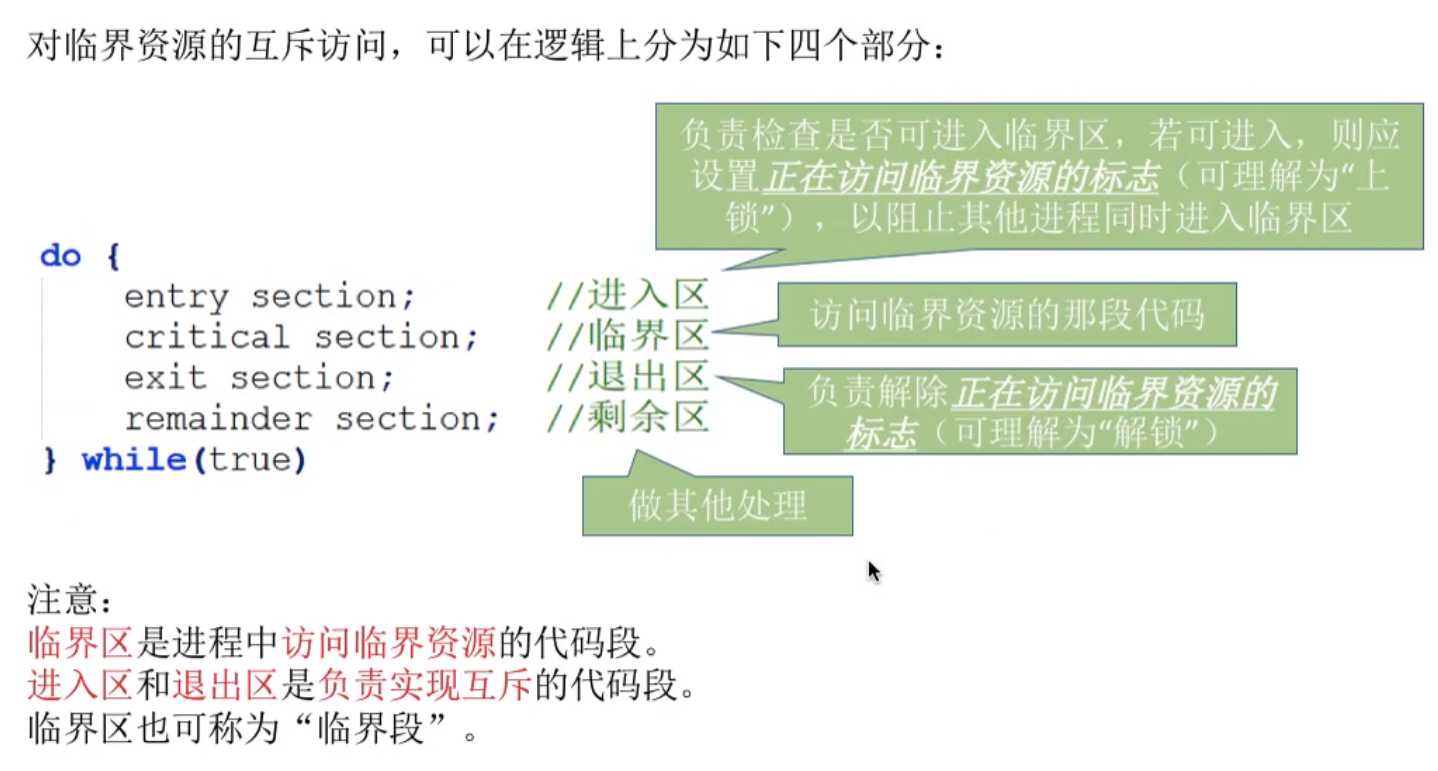 对临界资源的互斥访问，可以在逻辑上分为如下四个部分：
负责检查是否可进入临界区，若可进入，则应
设置正在访问临界资源的标志（可理解为“上
锁”），以阻止其他进程同时进入临界区
do {
entry section; //进入区
critical section; //临界区
exit section; //退出区
remainder section; //剩余区
} while(true)
访问临界资源的那段代码
负责解除正在访问临界资源的
标志（可理解为“解锁”）
做其他处理
注意：
临界区是进程中访问临界资源的代码段。
进入区和退出区是负责实现互斥的代码段。
临界区也可称为“临界段”。